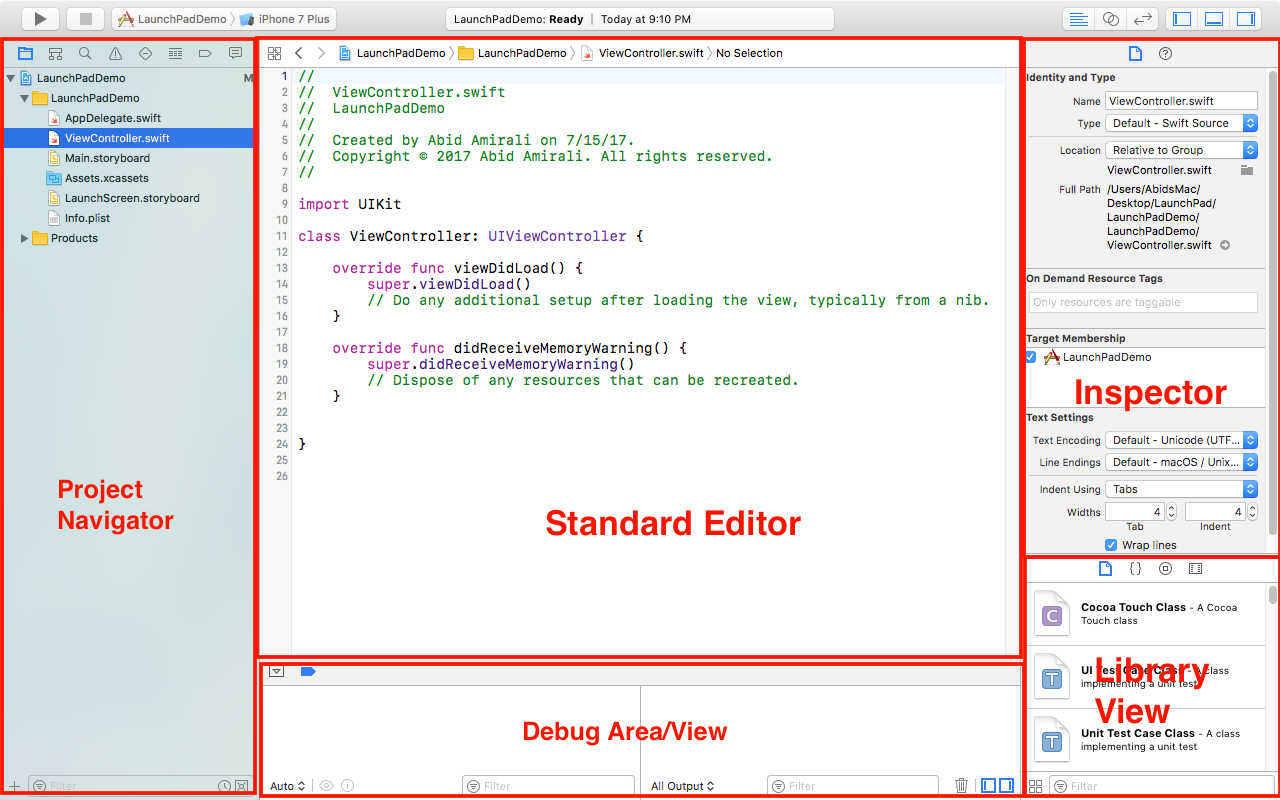 LaunchPadDemo
iPhone 7 Plus
LaunchPadDemo: Ready | Today at 9:10 PM
LaunchPadDemo M
LaunchPadDemo
AppDelegate.swift
ViewController.swift
Main.storyboard
Assets.xcassets
LaunchScreen.storyboard
Info.plist
Products
Project
Navigator
Filter
LaunchPadDemo
LaunchPadDemo
ViewController.swift
No Selection
1 //
2 //  ViewController.swift
3 //  LaunchPadDemo
4 //
5 //  Created by Abid Amirali on 7/15/17.
6 //  Copyright © 2017 Abid Amirali. All rights reserved.
7 //
8
9 import UIKit
10
11 class ViewController: UIViewController {
12
13     override func viewDidLoad() {
14         super.viewDidLoad()
15         // Do any additional setup after loading the view, typically from a nib.
16     }
17
18     override func didReceiveMemoryWarning() {
19         super.didReceiveMemoryWarning()
20         // Dispose of any resources that can be recreated.
21     }
22
23
24 }
25
26
Standard Editor
Debug Area/View
Auto
Filter
All Output
Filter
Identity and Type
Name ViewController.swift
Type Default - Swift Source
Location Relative to Group
ViewController.swift
Full Path /Users/AbidsMac/
Desktop/LaunchPad/
LaunchPadDemo/
LaunchPadDemo/
ViewController.swift
On Demand Resource Tags
Only resources are taggable
Target Membership
LaunchPadDemo
Inspector
Text Settings
Text Encoding Default - Unicode (UTF...
Line Endings Default - macOS / Unix...
Indent Using Tabs
Widths 4 4
Tab Indent
Wrap lines
{}
C
Cocoa Touch Class - A Cocoa
Touch class
T
UI Test Case Class - A class
implementing a unit test
Library
View
T
Unit Test Case Class - A class
implementing a unit test
Filter